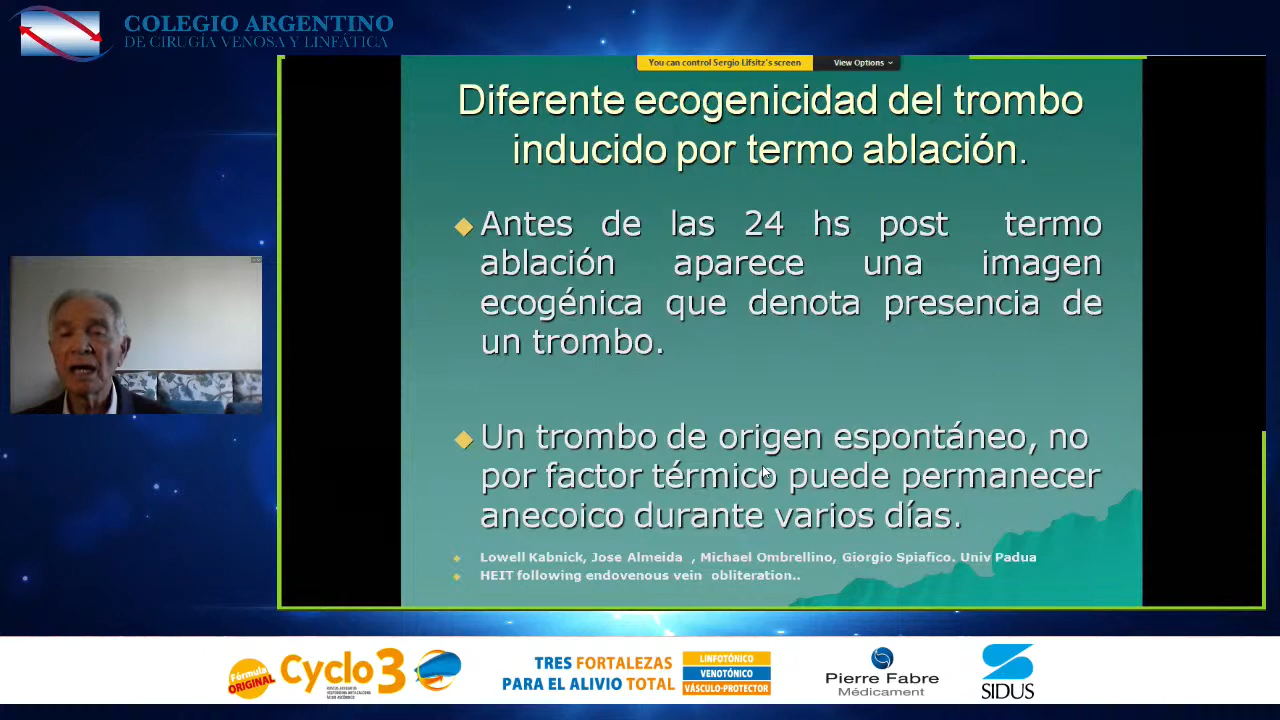 COLEGIO ARGENTINO
DE CIRUGÍA VENOSA Y LINFÁTICA
You can control Sergio Lifsitz's screen
View Options
Diferente ecogenicidad del trombo
inducido por termo ablación.
Antes de las 24 hs post termo
ablación aparece una imagen
ecogénica que denota presencia de
un trombo.
Un trombo de origen espontáneo, no
por factor térmico puede permanecer
anecoico durante varios días.
Lowell Kabnick, Jose Almeida , Michael Ombrellino, Giorgio Spiafico. Univ Padua
HEIT following endovenous vein obliteration..
Fórmula
ORIGINAL
Cyclo 3
TRES FORTALEZAS
PARA EL ALIVIO TOTAL
LINFOTÓNICO
VENOTÓNICO
VÁSCULO-PROTECTOR
Pierre Fabre
Médicament
SIDUS